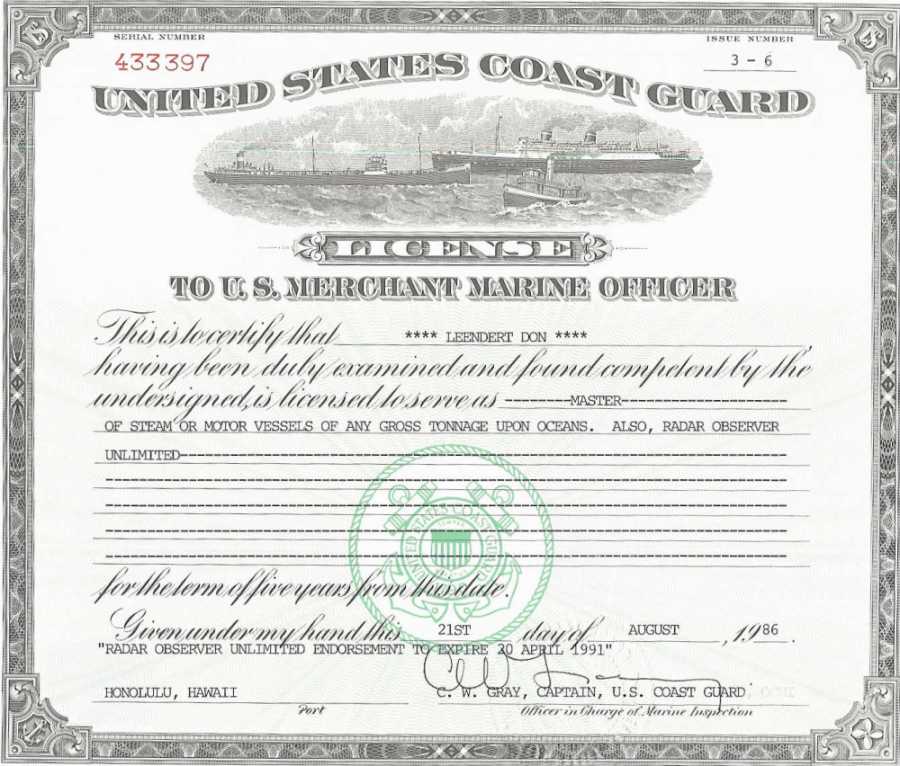 SERIAL NUMBER
ISSUE NUMBER
433397
3 - 6
UNITED STATES COAST GUARD
LICENSE
TO U. S. MERCHANT MARINE OFFICER
This is to certify that **** LEENDERT DON ****
having been duly examined and found competent by the
undersigned, is licensed to serve as ---------MASTER-----------------------
OF STEAM OR MOTOR VESSELS OF ANY GROSS TONNAGE UPON OCEANS. ALSO, RADAR OBSERVER
UNLIMITED-----------------------------------------------------------------------------------
UNITED STATES COAST GUARD
for the term of five years from this date.
Given under my hand this 21ST day of AUGUST, 1986.
"RADAR OBSERVER UNLIMITED ENDORSEMENT TO EXPIRE 20 APRIL 1991"
HONOLULU, HAWAII
C. W. GRAY, CAPTAIN, U.S. COAST GUARD
Port
Officer in Charge of Marine Inspection